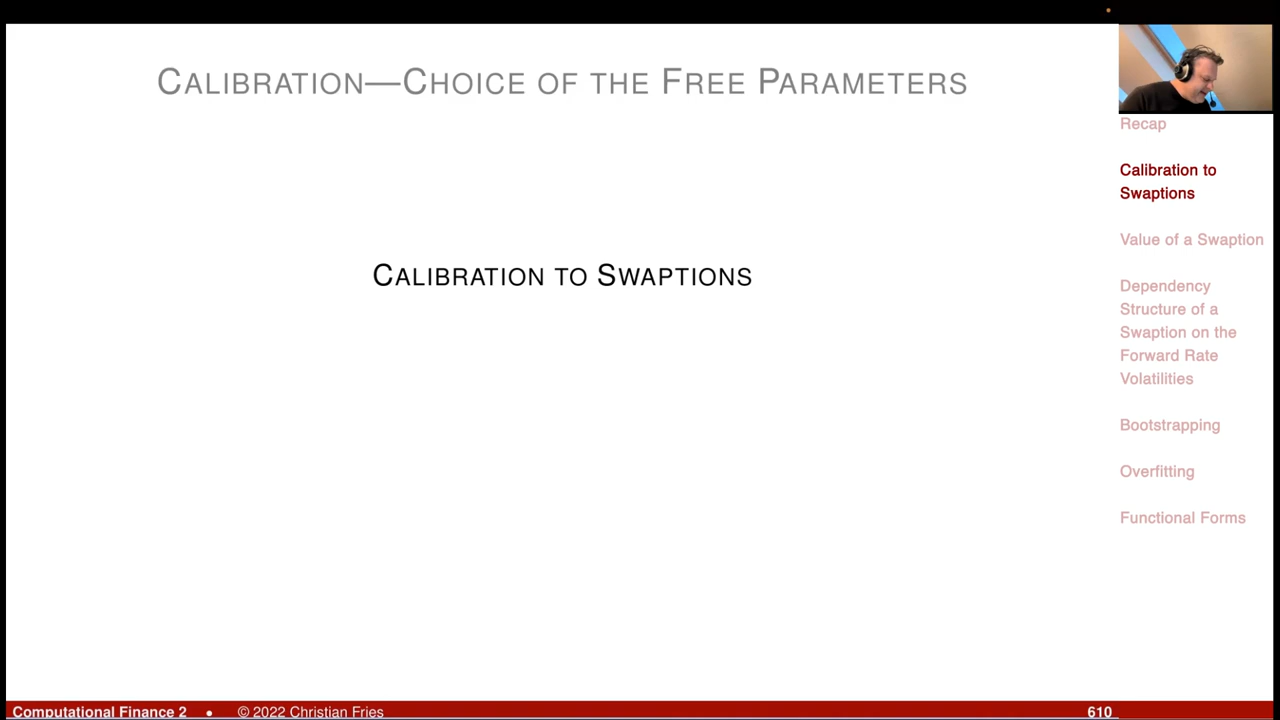 CALIBRATION—CHOICE OF THE FREE PARAMETERS
CALIBRATION TO SWAPTIONS
Recap
Calibration to
Swaptions
Value of a Swaption
Dependency
Structure of a
Swaption on the
Forward Rate
Volatilities
Bootstrapping
Overfitting
Functional Forms
Computational Finance 2 • © 2022 Christian Fries 610